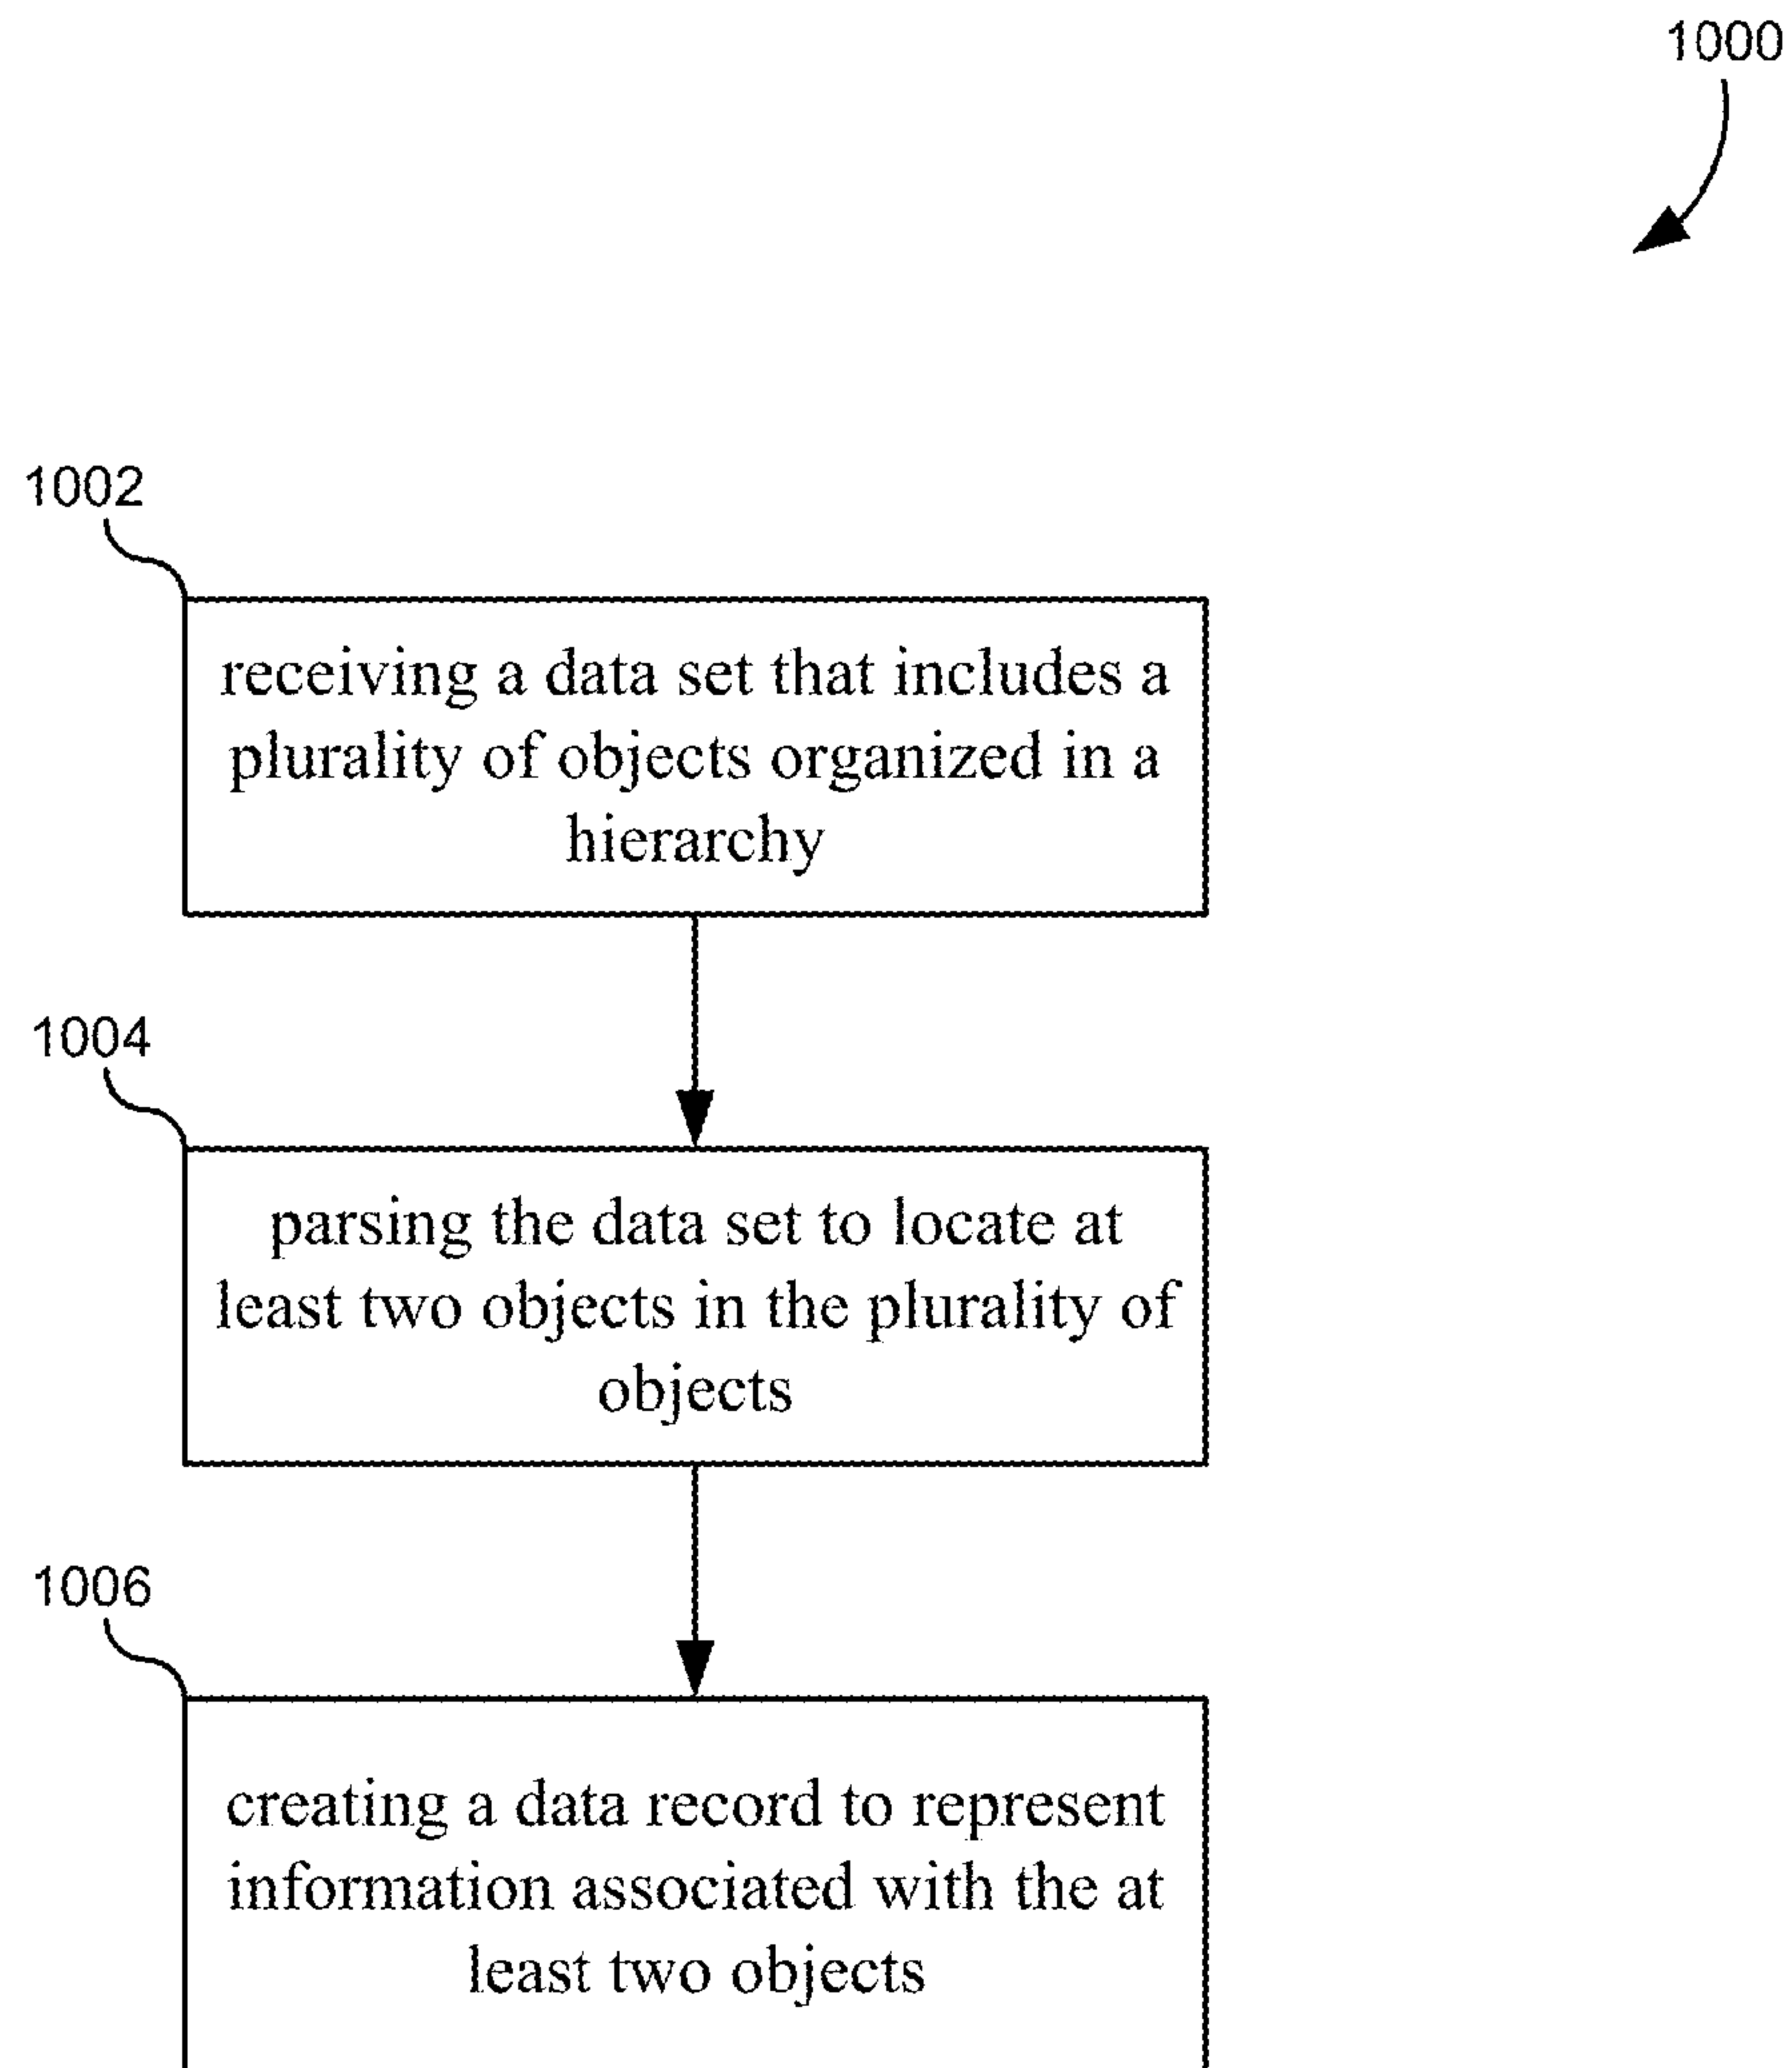 1000
1002
receiving a data set that includes a
plurality of objects organized in a
hierarchy
1004
parsing the data set to locate at
least two objects in the plurality of
objects
1006
creating a data record to represent
information associated with the at
least two objects